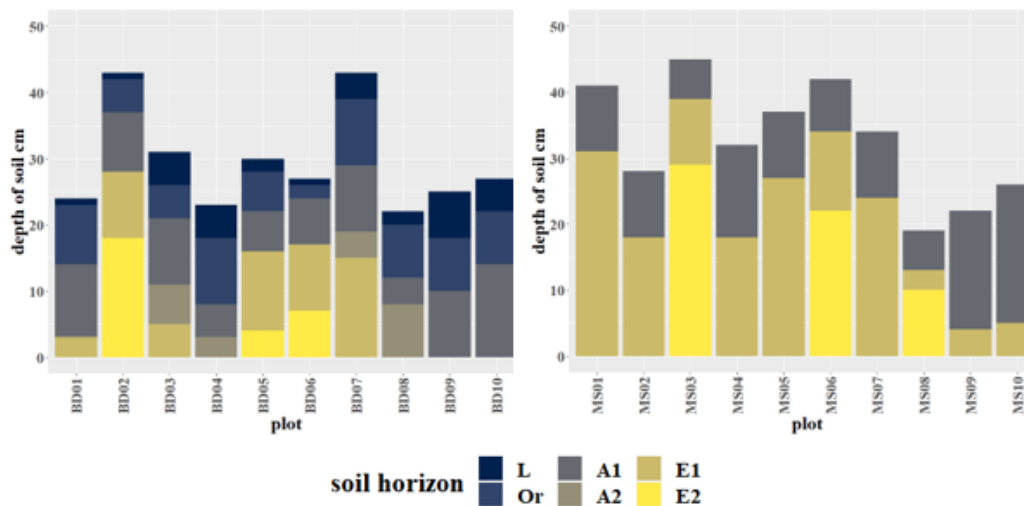 50
40
30
20
10
0
depth of soil cm
BD01 BD02 BD03 BD04 BD05 BD06 BD07 BD08 BD09 BD10
plot
50
40
30
20
10
0
depth of soil cm
MS01 MS02 MS03 MS04 MS05 MS06 MS07 MS08 MS09 MS10
plot
soil horizon
L A1 E1
Or A2 E2